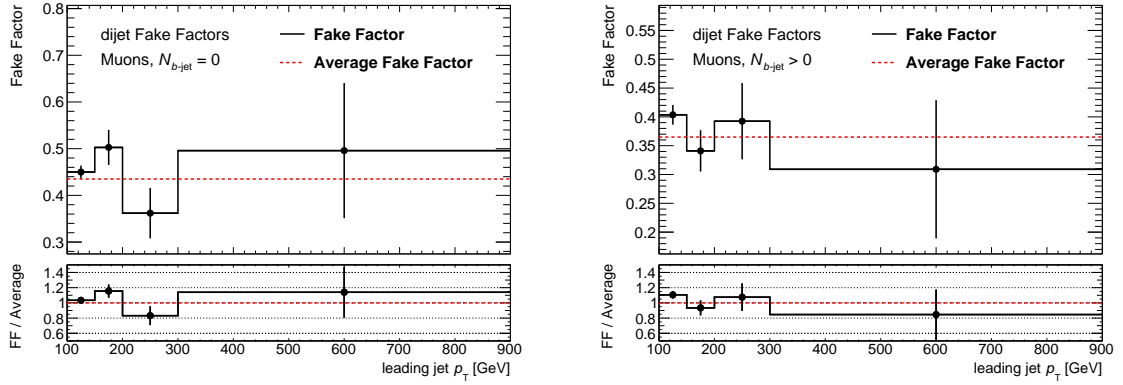 Fake Factor
0.8
0.7
0.6
0.5
0.4
0.3
dijet Fake Factors
Muons, N_b-jet = 0
Fake Factor
Average Fake Factor
FF / Average
1.4
1.2
1
0.8
0.6
100 200 300 400 500 600 700 800 900
leading jet p_T [GeV]
Fake Factor
0.55
0.5
0.45
0.4
0.35
0.3
0.25
0.2
dijet Fake Factors
Muons, N_b-jet > 0
Fake Factor
Average Fake Factor
FF / Average
1.4
1.2
1
0.8
0.6
100 200 300 400 500 600 700 800 900
leading jet p_T [GeV]